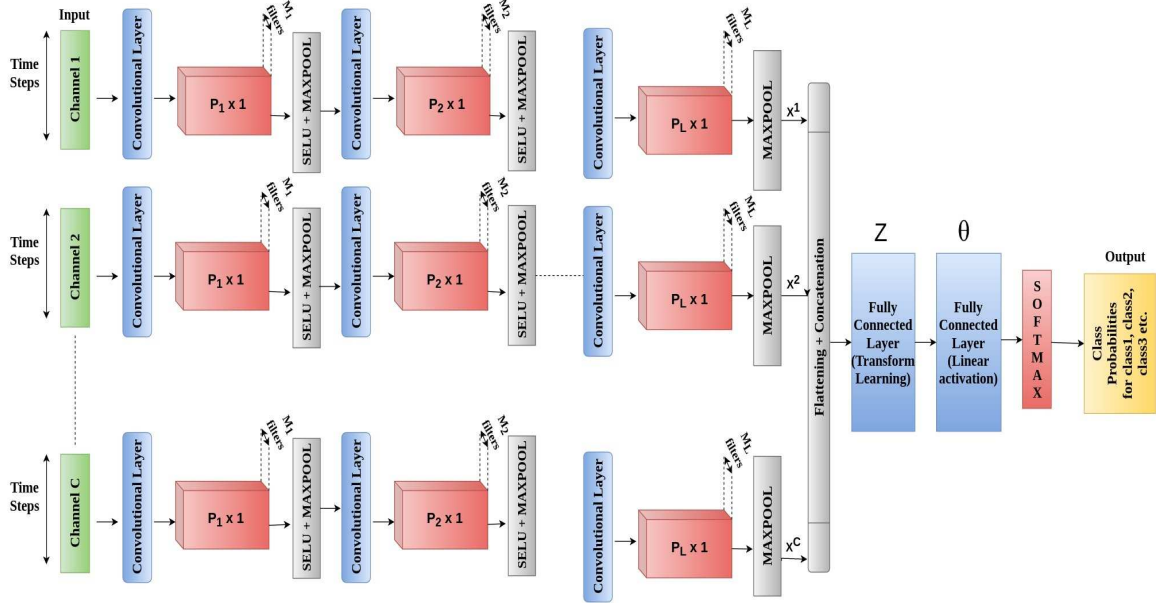 Input
Time
Steps
Channel 1
Convolutional Layer
P1 x 1
M1
filters
SELU + MAXPOOL
Convolutional Layer
P2 x 1
M2
filters
SELU + MAXPOOL
Convolutional Layer
PL x 1
ML
filters
MAXPOOL
X1
Time
Steps
Channel 2
Convolutional Layer
P1 x 1
M1
filters
SELU + MAXPOOL
Convolutional Layer
P2 x 1
M2
filters
SELU + MAXPOOL
Convolutional Layer
PL x 1
ML
filters
MAXPOOL
X2
Time
Steps
Channel C
Convolutional Layer
P1 x 1
M1
filters
SELU + MAXPOOL
Convolutional Layer
P2 x 1
M2
filters
SELU + MAXPOOL
Convolutional Layer
PL x 1
ML
filters
MAXPOOL
XC
Flattening + Concatenation
Z
Fully
Connected
Layer
(Transform
Learning)
θ
Fully
Connected
Layer
(Linear
activation)
SOFTMAX
Output
Class
Probabilities
for class1, class2,
class3 etc.